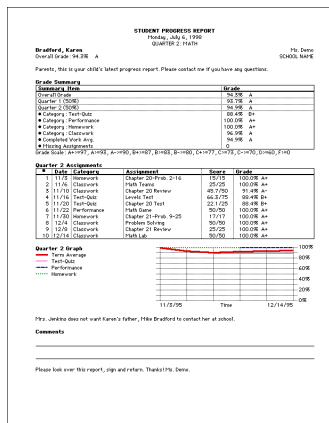 STUDENT PROGRESS REPORT
Monday, July 6, 1998
QUARTER 2: MATH
Bradford, Karen Ms. Demo
Overall Grade: 94.3% A SCHOOL NAME
Parents, this is your child's latest progress report. Please contact me if you have any questions.
Grade Summary
Summary Item Grade
Overall Grade 94.3% A
Quarter 1 (50%) 93.7% A
Quarter 2 (50%) 94.9% A
● Category: Test-Quiz 88.4% B+
● Category: Performance 100.0% A+
● Category: Homework 100.0% A+
● Category: Classwork 96.9% A
● Completed Work Avg. 94.9% A
● Missing Assignments 0
Grade Scale: A+:=97, A:=93, A-:=90, B+:=87, B:=83, B-:=80, C+:=77, C:=73, C-:=70, D:=60, F:=0
Quarter 2 Assignments
# Date Category Assignment Score Grade
1 11/3 Homework Chapter 20-Prob. 2-16 15/15 100.0% A+
2 11/6 Classwork Math Teams 25/25 100.0% A+
3 11/10 Classwork Chapter 20 Review 45.7/50 91.4% A-
4 11/16 Test-Quiz Levels Test 66.3/75 88.4% B+
5 11/20 Test-Quiz Chapter 20 Test 22.1/25 88.4% B+
6 11/22 Performance Math Game 50/50 100.0% A+
7 11/30 Homework Chapter 21-Prob. 9-25 17/17 100.0% A+
8 12/4 Classwork Problem Solving 50/50 100.0% A+
9 12/8 Classwork Chapter 21 Review 25/25 100.0% A+
10 12/14 Classwork Math Lab 50/50 100.0% A+
Quarter 2 Graph
Term Average
Test-Quiz
Performance
Homework
100%
80%
60%
40%
20%
0%
11/3/95 Time 12/14/95
Mrs. Jenkins does not want Karen's father, Mike Bradford to contact her at school.
Comments
Please look over this report, sign and return. Thanks! Ms. Demo.